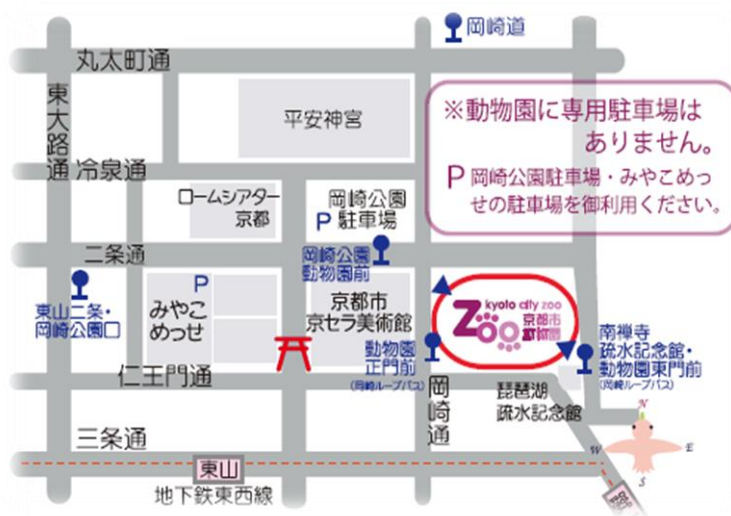 岡崎道
丸太町通
東大路通
平安神宮
※動物園に専用駐車場は
ありません。
P 岡崎公園駐車場・みやこめっ
せの駐車場を御利用ください。
冷泉通
ロームシアター
京都
岡崎公園
P 駐車場
二条通
岡崎公園
動物園前
東山二条・
岡崎公園口
P
みやこ
めっせ
京都市
京セラ美術館
kyoto city zoo
Zoo
京都市
動物園
正門前
(岡崎ループバス)
南禅寺
疏水記念館・
動物園東門前
(岡崎ループバス)
仁王門通
岡崎通
琵琶湖
疏水記念館
N
W
E
S
三条通
東山
地下鉄東西線